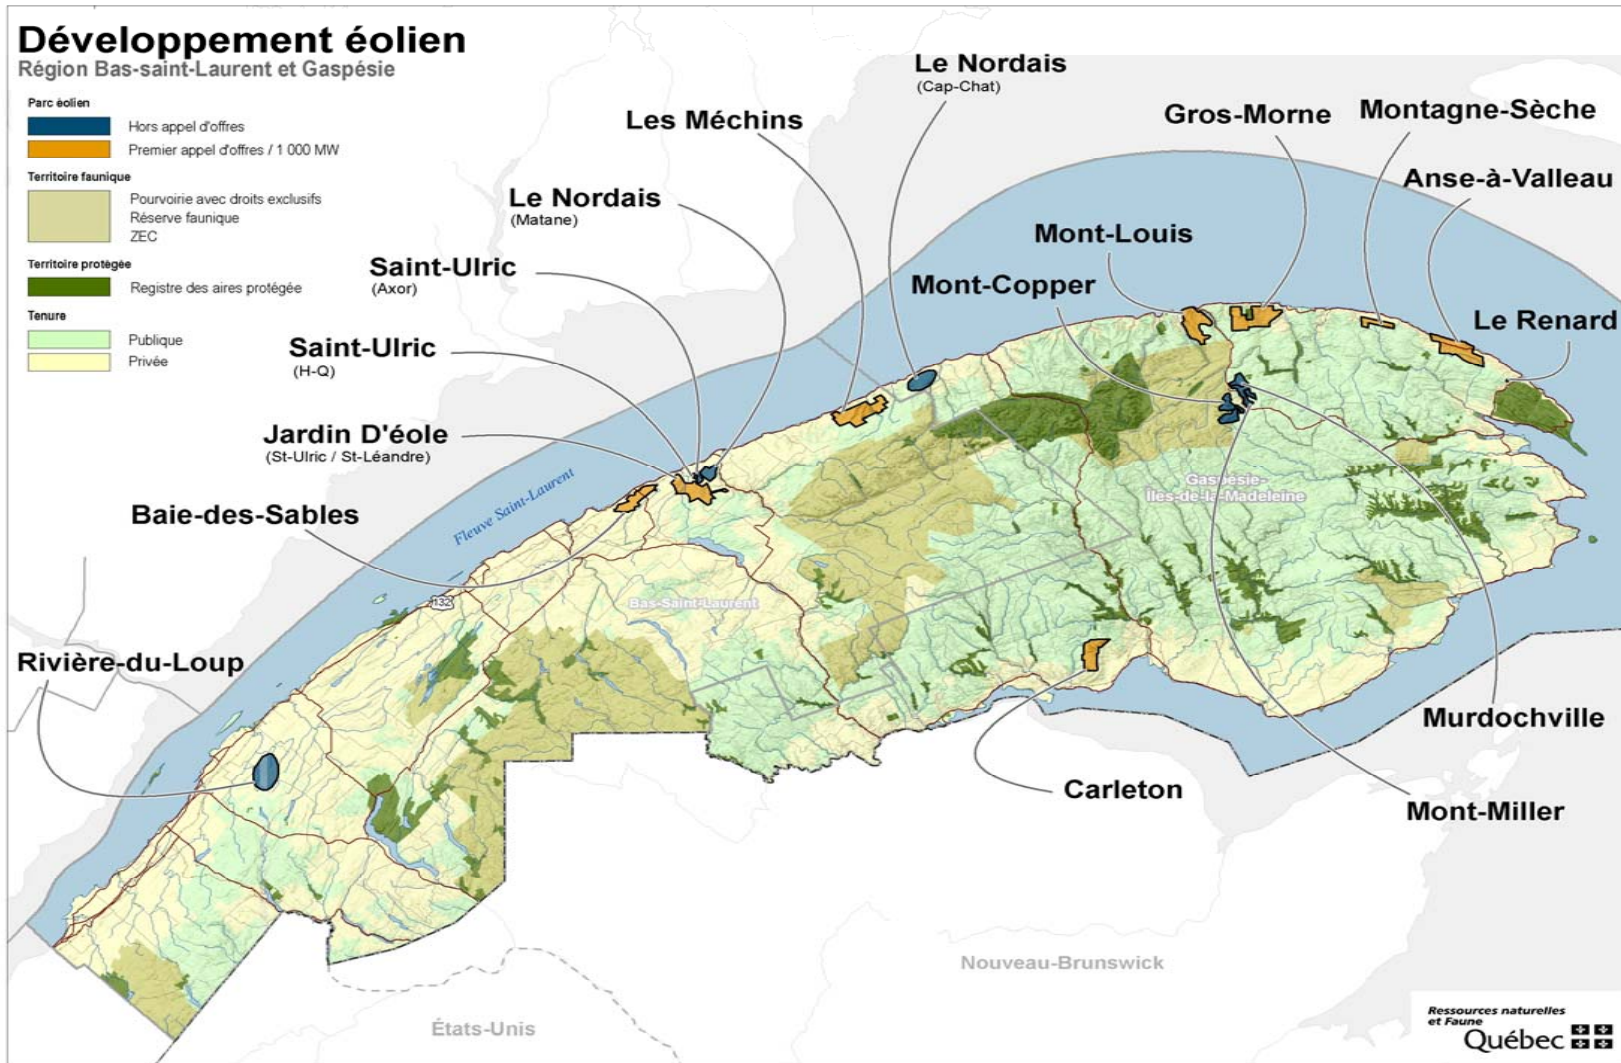 Développement éolien
Région Bas-saint-Laurent et Gaspésie
Parc éolien
Hors appel d'offres
Premier appel d'offres / 1 000 MW
Territoire faunique
Pourvoirie avec droits exclusifs
Réserve faunique
ZEC
Territoire protègée
Registre des aires protégée
Tenure
Publique
Privée
Le Nordais
(Cap-Chat)
Les Méchins
Gros-Morne
Montagne-Sèche
Anse-à-Valleau
Le Nordais
(Matane)
Mont-Louis
Saint-Ulric
(Axor)
Mont-Copper
Le Renard
Saint-Ulric
(H-Q)
Jardin D'éole
(St-Ulric / St-Léandre)
Baie-des-Sables
Fleuve Saint-Laurent
Gaspésie-
Îles-de-la-Madeleine
132
Bas-Saint-Laurent
Rivière-du-Loup
Murdochville
Carleton
Mont-Miller
Nouveau-Brunswick
États-Unis
Ressources naturelles
et Faune
Québec